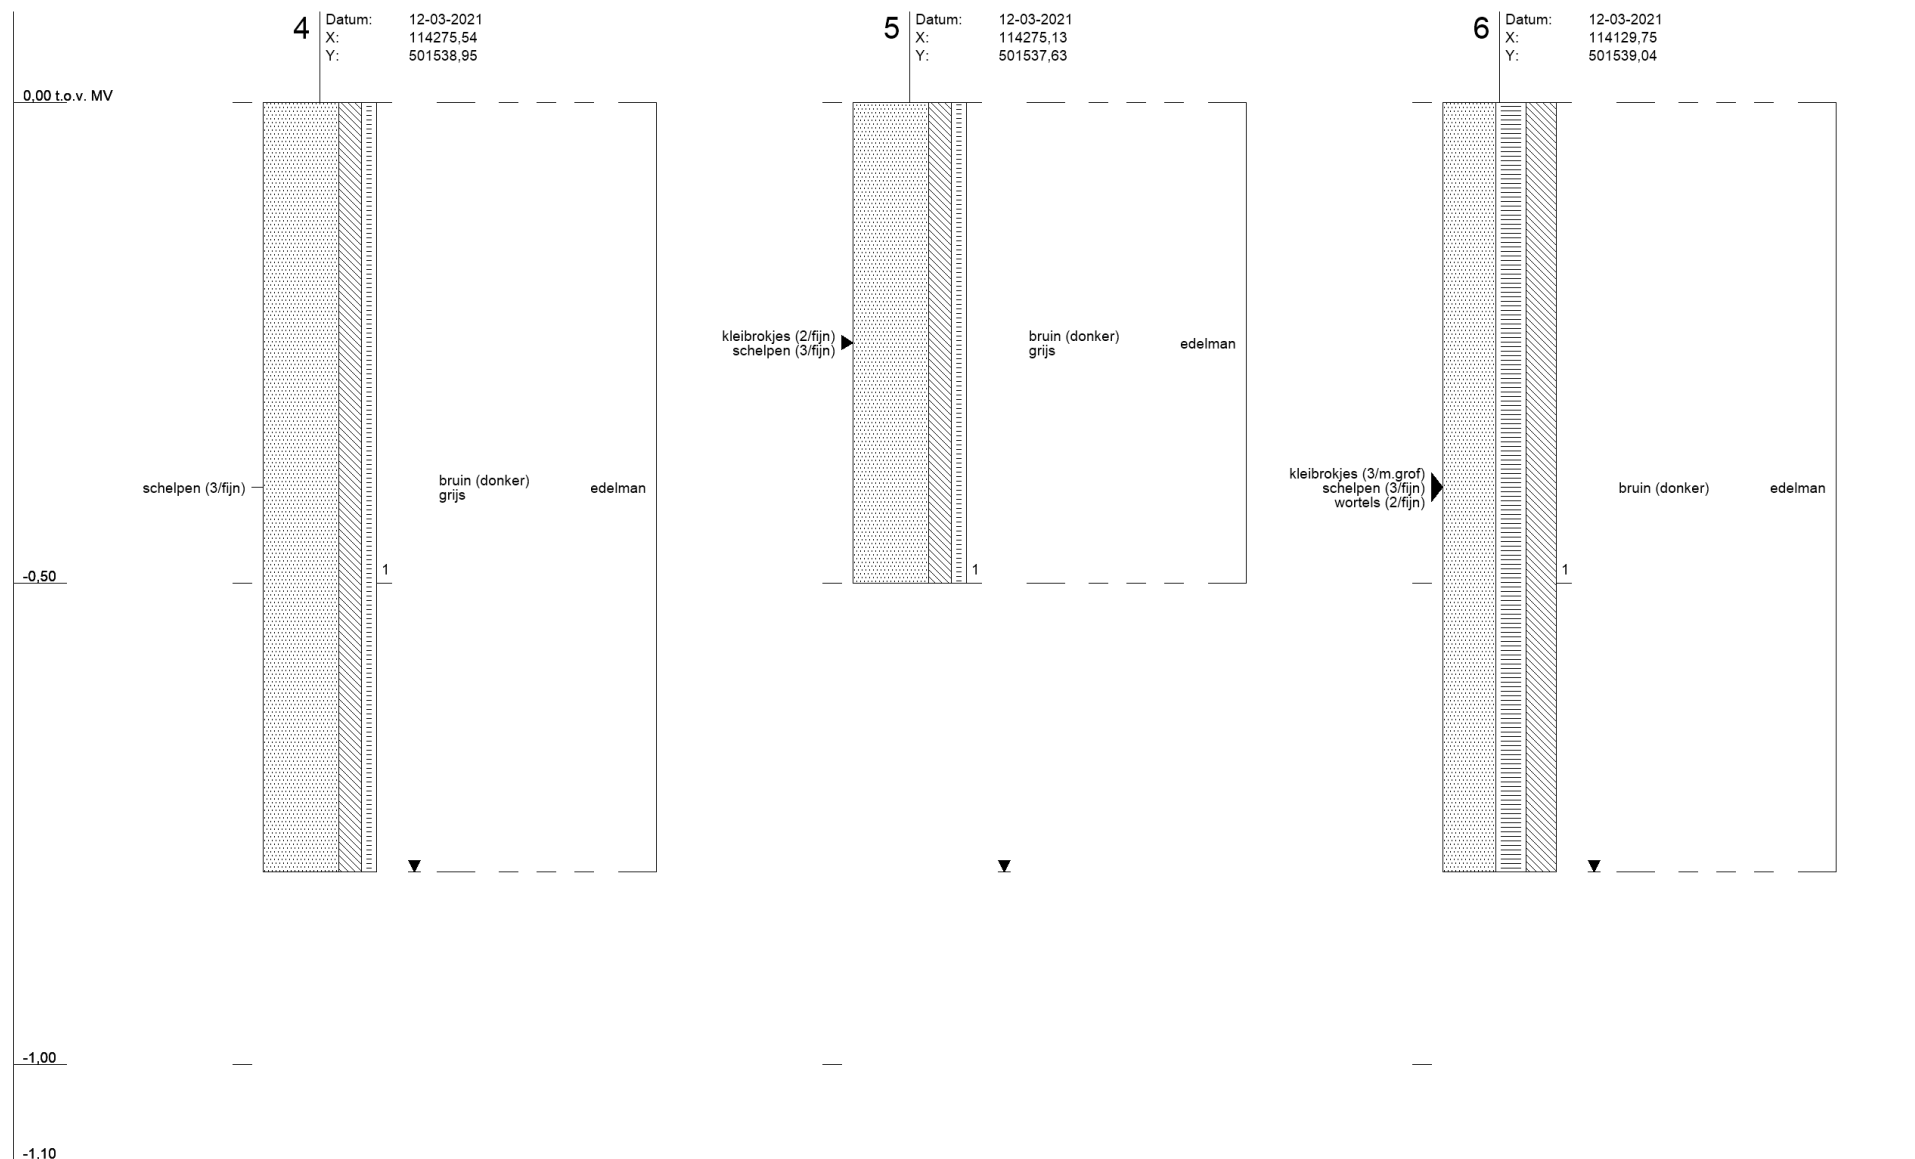 4
Datum: 12-03-2021
X: 114275,54
Y: 501538,95
5
Datum: 12-03-2021
X: 114275,13
Y: 501537,63
6
Datum: 12-03-2021
X: 114129,75
Y: 501539,04
0,00 t.o.v. MV
-0,50
-1,00
-1,10
schelpen (3/fijn)
bruin (donker)
grijs
edelman
1
kleibrokjes (2/fijn)
schelpen (3/fijn)
bruin (donker)
grijs
edelman
1
kleibrokjes (3/m.grof)
schelpen (3/fijn)
wortels (2/fijn)
bruin (donker)
edelman
1